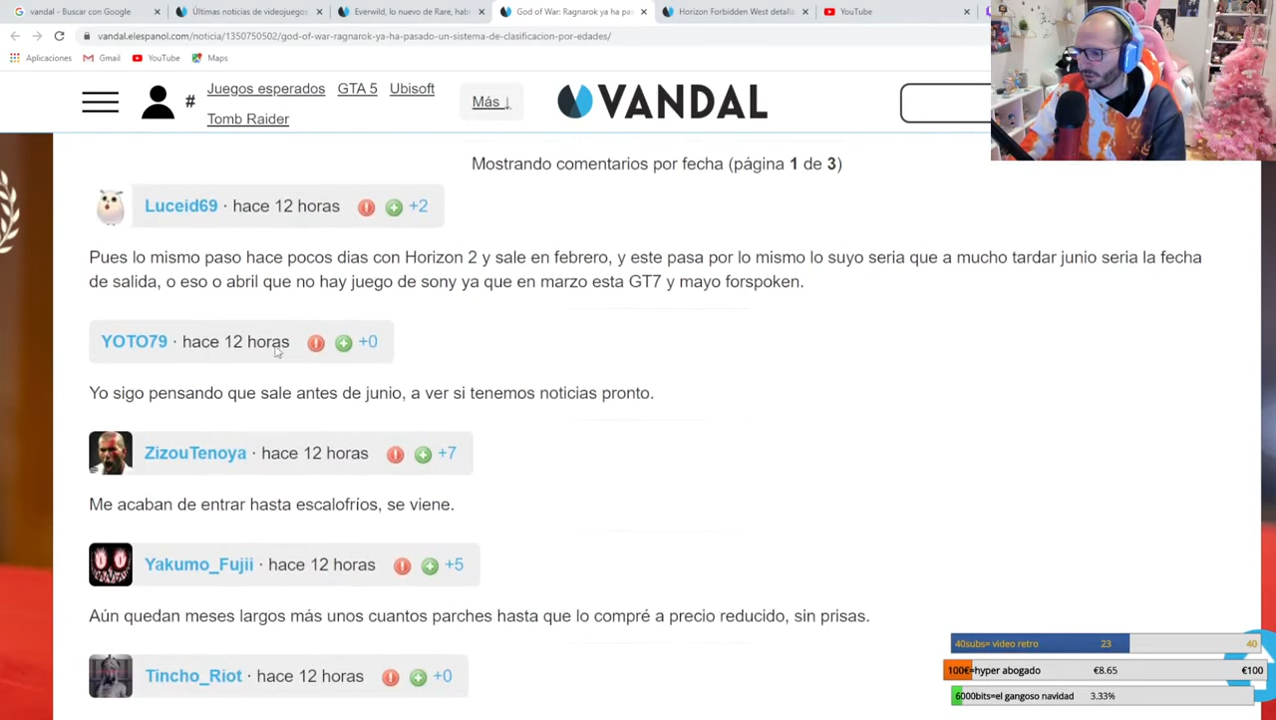 vandal - Buscar con Google
Últimas noticias de videojuegos
Everwild, lo nuevo de Rare, hab
God of War: Ragnarok ya ha pas
Horizon Forbidden West detalla
YouTube
vandal.elespanol.com/noticia/1350750502/god-of-war-ragnarok-ya-ha-pasado-un-sistema-de-clasificacion-por-edades/
Aplicaciones
Gmail
YouTube
Maps
# Juegos esperados GTA 5 Ubisoft
Tomb Raider
Más ↓
VANDAL
Mostrando comentarios por fecha (página 1 de 3)
Luceid69 · hace 12 horas +2
Pues lo mismo paso hace pocos dias con Horizon 2 y sale en febrero, y este pasa por lo mismo lo suyo seria que a mucho tardar junio seria la fecha
de salida, o eso o abril que no hay juego de sony ya que en marzo esta GT7 y mayo forspoken.
YOTO79 · hace 12 horas +0
Yo sigo pensando que sale antes de junio, a ver si tenemos noticias pronto.
ZizouTenoya · hace 12 horas +7
Me acaban de entrar hasta escalofríos, se viene.
Yakumo_Fujii · hace 12 horas +5
Aún quedan meses largos más unos cuantos parches hasta que lo compré a precio reducido, sin prisas.
Tincho_Riot · hace 12 horas +0
40subs= video retro 23 40
100€=hyper abogado €8.65 €100
6000bits=el gangoso navidad 3.33%